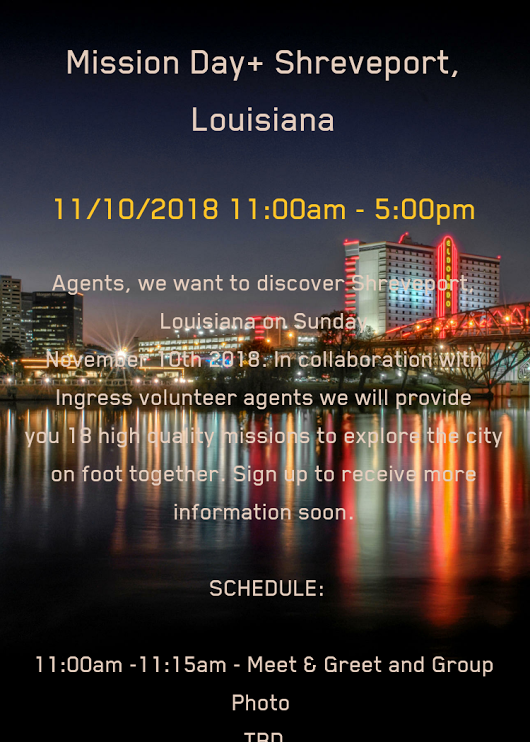 Mission Day+ Shreveport,
Louisiana
11/10/2018 11:00am - 5:00pm
ELDORADO
Agents, we want to discover Shreveport,
Louisiana on Sunday,
November 10th 2018. In collaboration with
Ingress volunteer agents we will provide
you 18 high quality missions to explore the city
on foot together. Sign up to receive more
information soon.
SCHEDULE:
11:00am -11:15am - Meet & Greet and Group
Photo
TBD